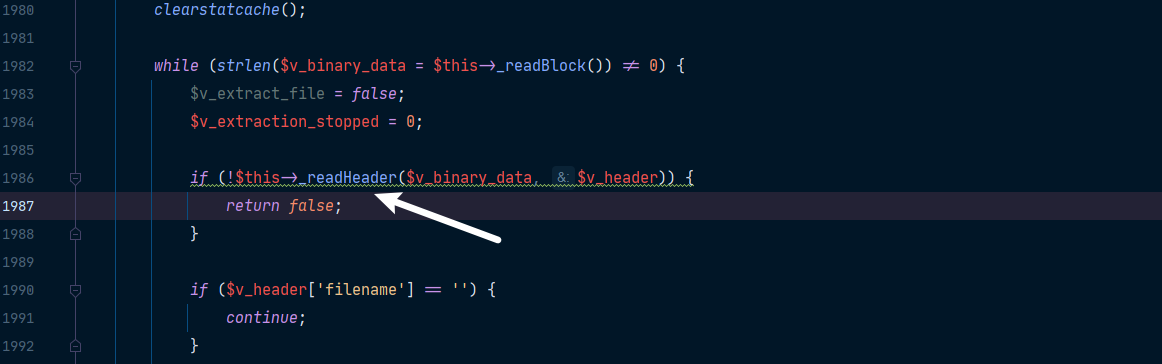 1980 clearstatcache();
1981
1982 while (strlen($v_binary_data = $this->_readBlock()) != 0) {
1983 $v_extract_file = false;
1984 $v_extraction_stopped = 0;
1985
1986 if (!$this->_readHeader($v_binary_data, &: $v_header)) {
1987 return false;
1988 }
1989
1990 if ($v_header['filename'] == '') {
1991 continue;
1992 }